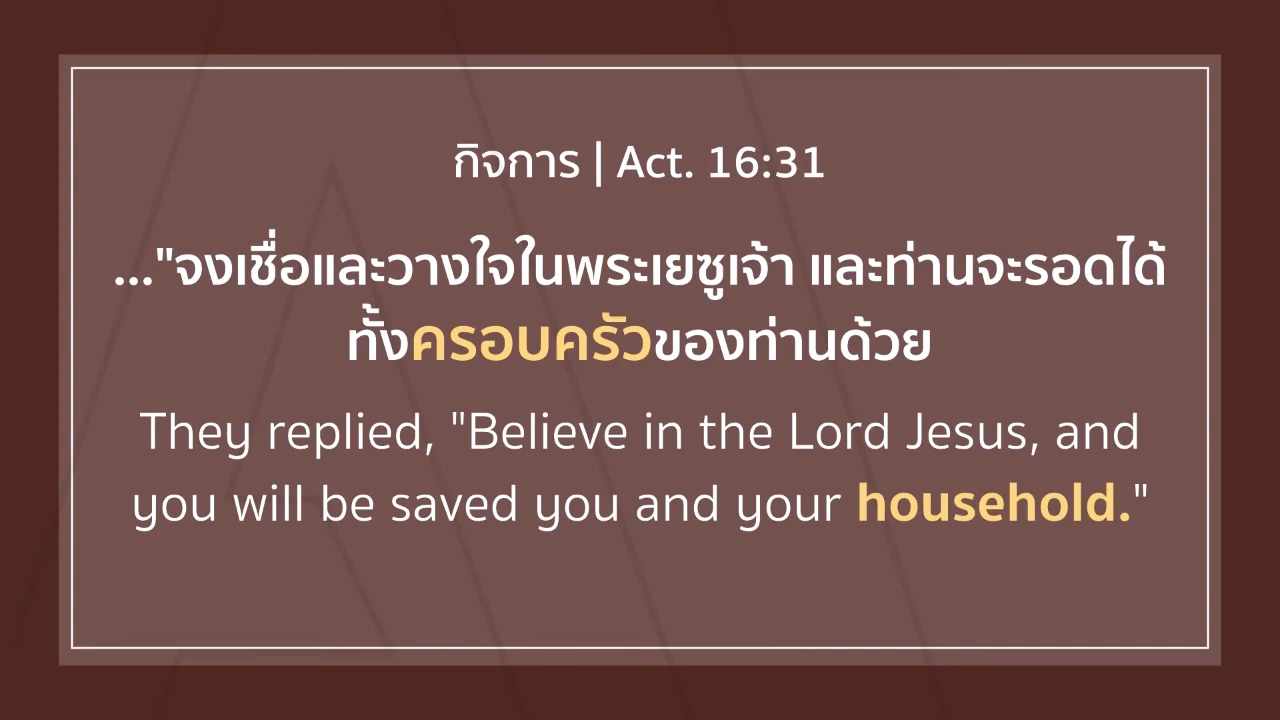 กิจการ | Act. 16:31
..."จงเชื่อและวางใจในพระเยซูเจ้า และท่านจะรอดได้
ทั้งครอบครัวของท่านด้วย
They replied, "Believe in the Lord Jesus, and
you will be saved you and your household."